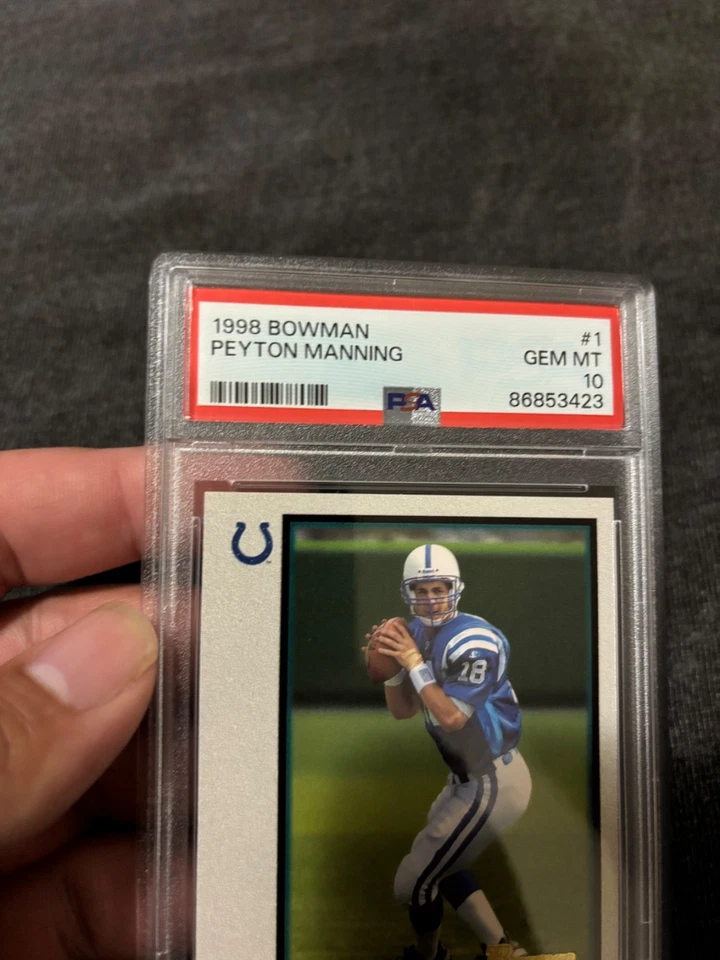 1998 BOWMAN #1
PEYTON MANNING GEM MT
10
PSA 86853423
18